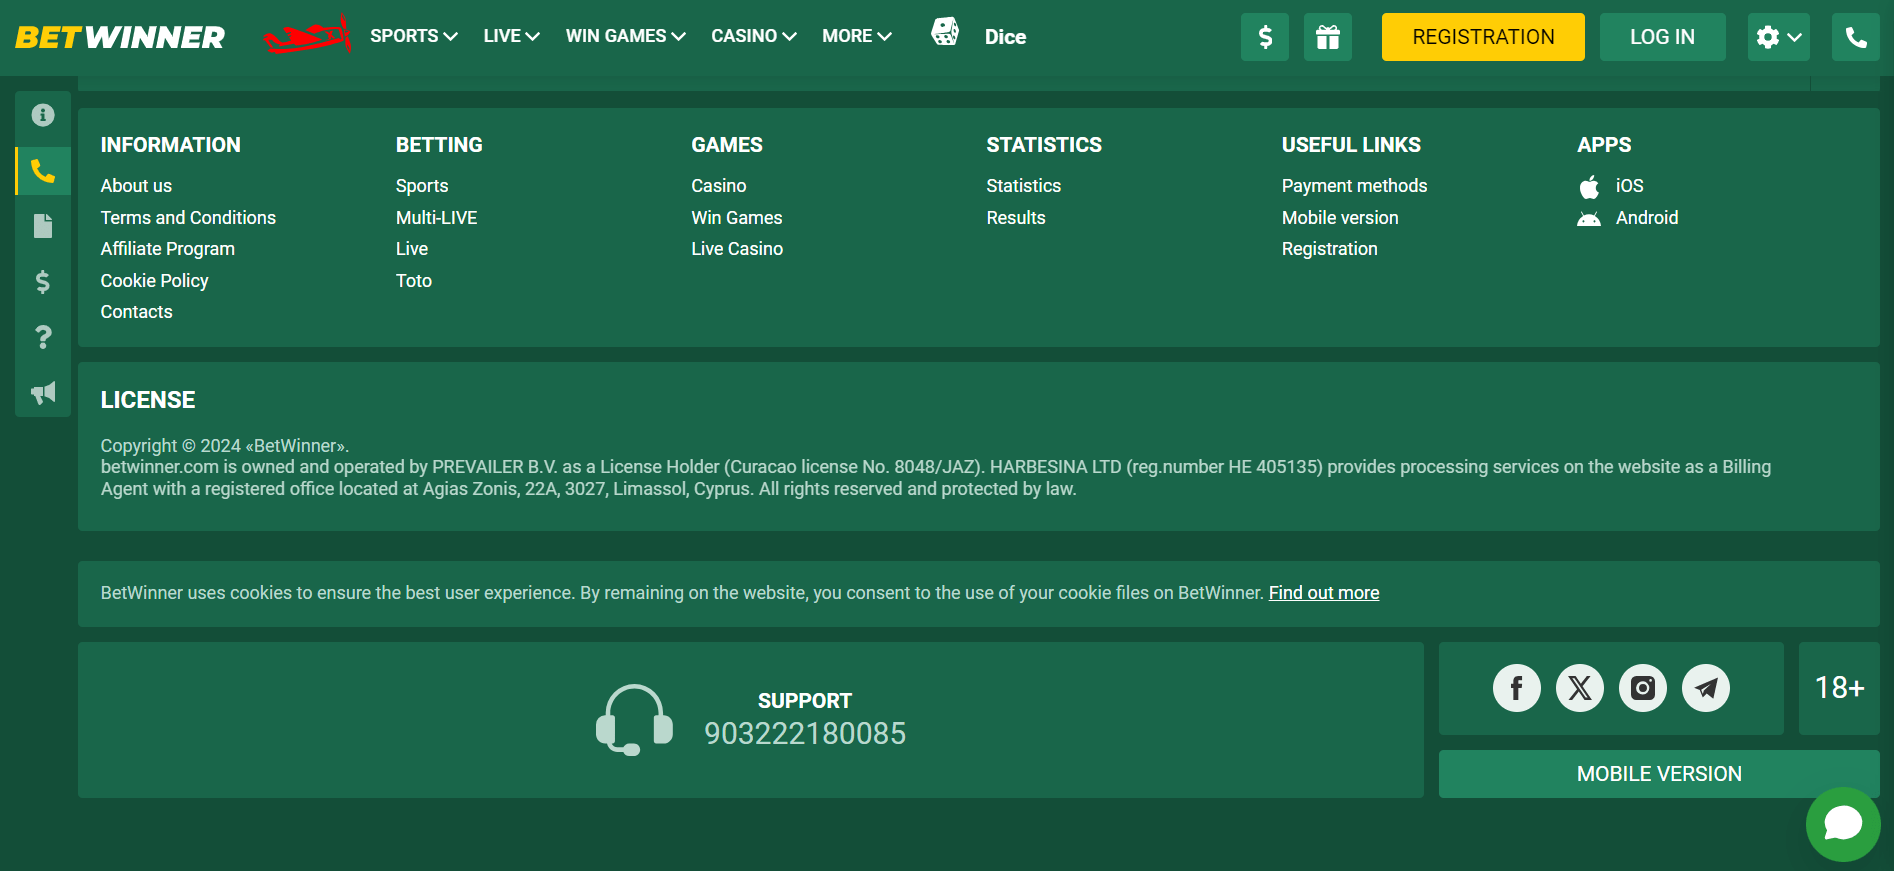 BETWINNER
SPORTS
LIVE
WIN GAMES
CASINO
MORE
Dice
REGISTRATION
LOG IN
INFORMATION
About us
Terms and Conditions
Affiliate Program
Cookie Policy
Contacts
BETTING
Sports
Multi-LIVE
Live
Toto
GAMES
Casino
Win Games
Live Casino
STATISTICS
Statistics
Results
USEFUL LINKS
Payment methods
Mobile version
Registration
APPS
iOS
Android
LICENSE
Copyright © 2024 «BetWinner».
betwinner.com is owned and operated by PREVAILER B.V. as a License Holder (Curacao license No. 8048/JAZ). HARBESINA LTD (reg.number HE 405135) provides processing services on the website as a Billing
Agent with a registered office located at Agias Zonis, 22A, 3027, Limassol, Cyprus. All rights reserved and protected by law.
BetWinner uses cookies to ensure the best user experience. By remaining on the website, you consent to the use of your cookie files on BetWinner. Find out more
SUPPORT
903222180085
18+
MOBILE VERSION